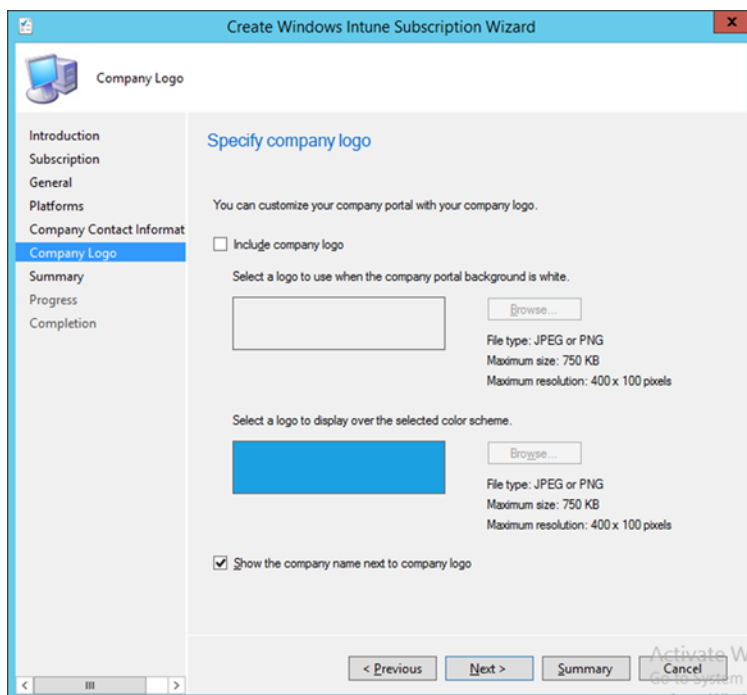 Create Windows Intune Subscription Wizard
x
Company Logo
Introduction
Subscription
General
Platforms
Company Contact Informat
Company Logo
Summary
Progress
Completion
Specify company logo
You can customize your company portal with your company logo.
Include company logo
Select a logo to use when the company portal background is white.
Browse...
File type: JPEG or PNG
Maximum size: 750 KB
Maximum resolution: 400 x 100 pixels
Select a logo to display over the selected color scheme.
Browse...
File type: JPEG or PNG
Maximum size: 750 KB
Maximum resolution: 400 x 100 pixels
Show the company name next to company logo
< Previous
Next >
Summary
Cancel
Activate W
Go to System